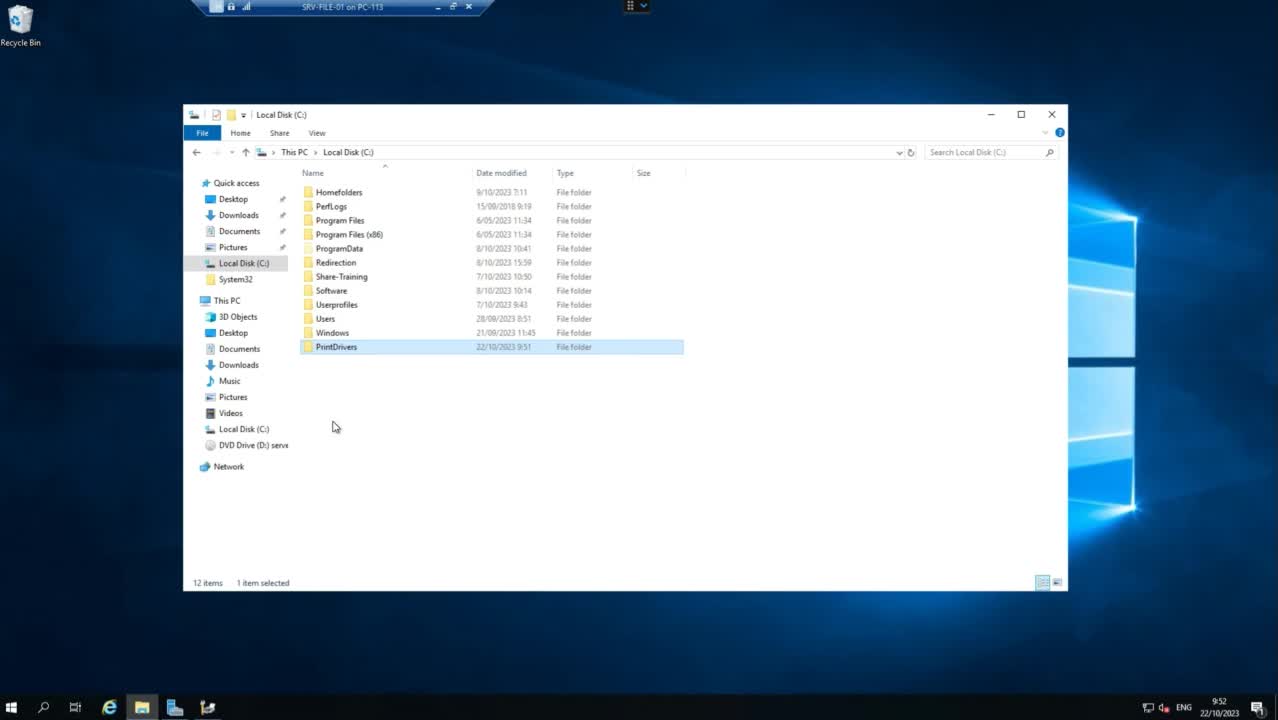 SRV-FILE-01 on PC-113
Recycle Bin
Local Disk (C:)
File Home Share View
This PC > Local Disk (C:)
Search Local Disk (C:)
Name Date modified Type Size
Quick access
Desktop
Downloads
Documents
Pictures
Local Disk (C:)
System32
This PC
3D Objects
Desktop
Documents
Downloads
Music
Pictures
Videos
Local Disk (C:)
DVD Drive (D:) serve
Network
Homefolders 9/10/2023 7:11 File folder
PerfLogs 15/09/2018 9:19 File folder
Program Files 6/05/2023 11:34 File folder
Program Files (x86) 6/05/2023 11:34 File folder
ProgramData 8/10/2023 10:41 File folder
Redirection 8/10/2023 15:59 File folder
Share-Training 7/10/2023 10:50 File folder
Software 8/10/2023 10:14 File folder
Userprofiles 7/10/2023 9:43 File folder
Users 28/09/2023 8:51 File folder
Windows 21/09/2023 11:45 File folder
PrintDrivers 22/10/2023 9:51 File folder
12 items 1 item selected
ENG
9:52
22/10/2023
1